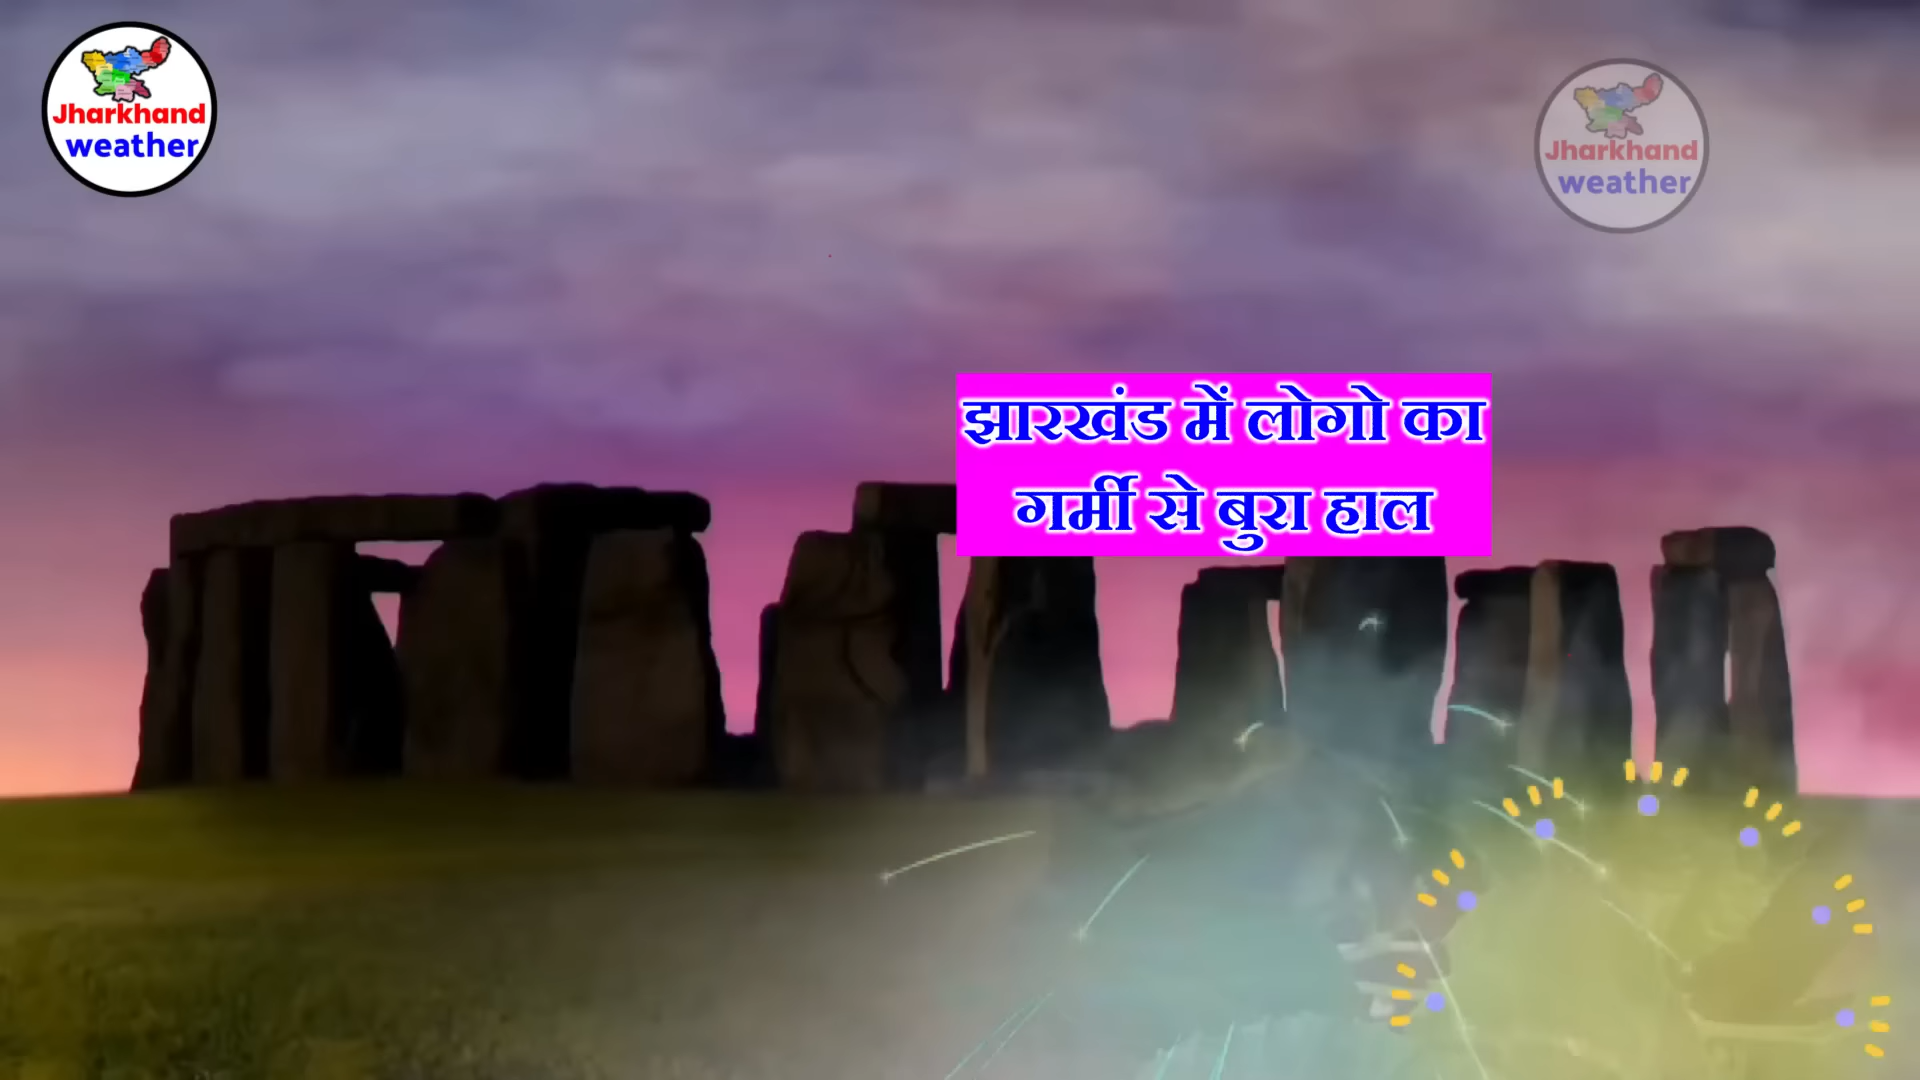 Jharkhand
weather
Jharkhand
weather
झारखंड में लोगो का
गर्मी से बुरा हाल